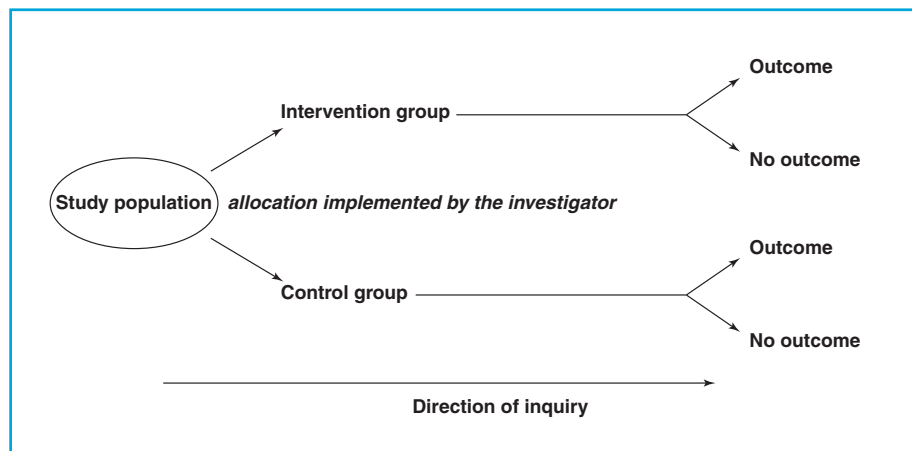 Outcome
Intervention group
No outcome
Study population
allocation implemented by the investigator
Outcome
Control group
No outcome
Direction of inquiry